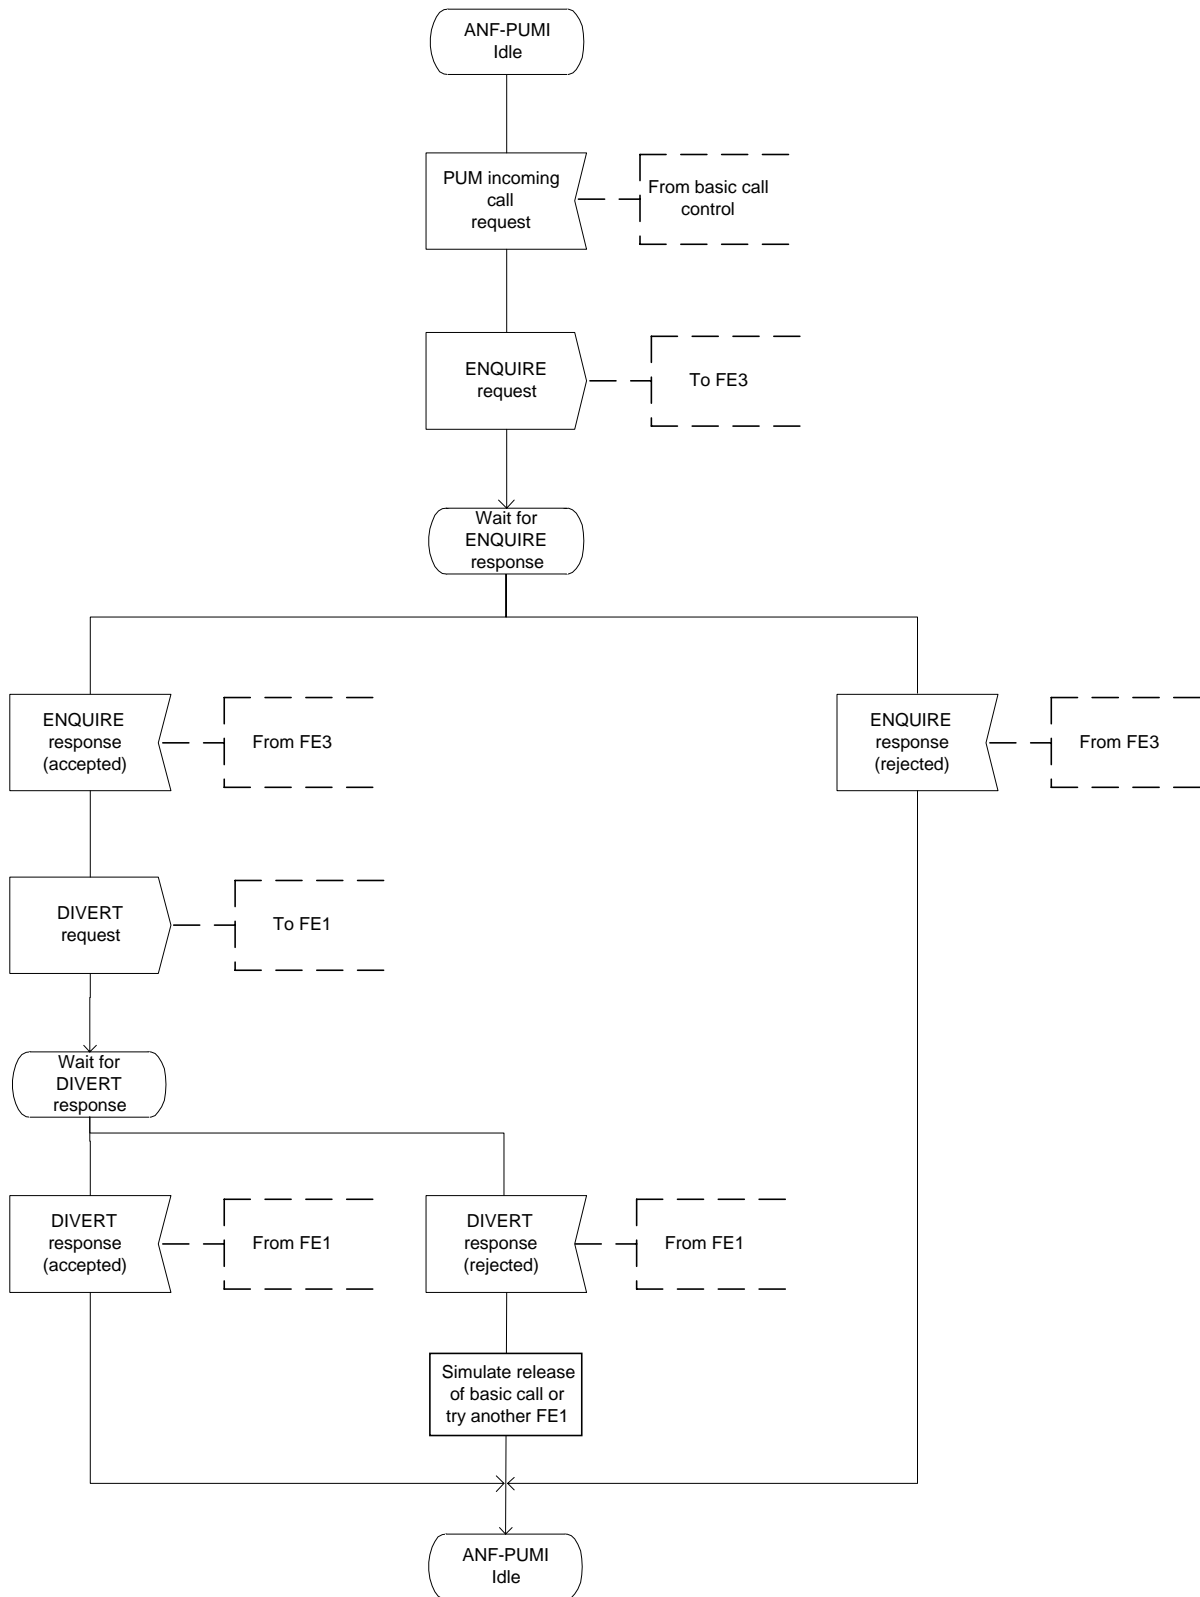 ANF-PUMI
Idle
PUM incoming
call
request
From basic call
control
ENQUIRE
request
To FE3
Wait for
ENQUIRE
response
ENQUIRE
response
(accepted)
From FE3
ENQUIRE
response
(rejected)
From FE3
DIVERT
request
To FE1
Wait for
DIVERT
response
DIVERT
response
(accepted)
From FE1
DIVERT
response
(rejected)
From FE1
Simulate release
of basic call or
try another FE1
ANF-PUMI
Idle